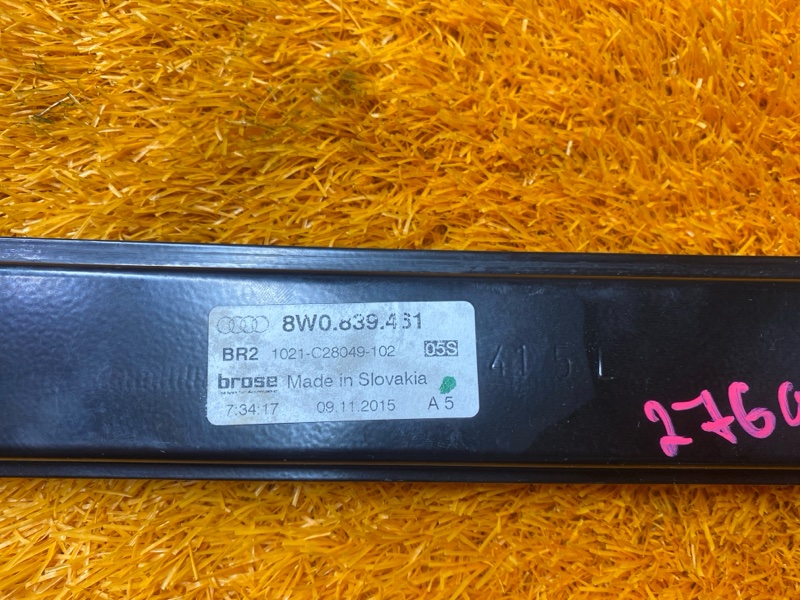 8W0.839.461
BR2 1021-C28049-102 05S
brose Made in Slovakia
7:34:17 09.11.2015 A5
276